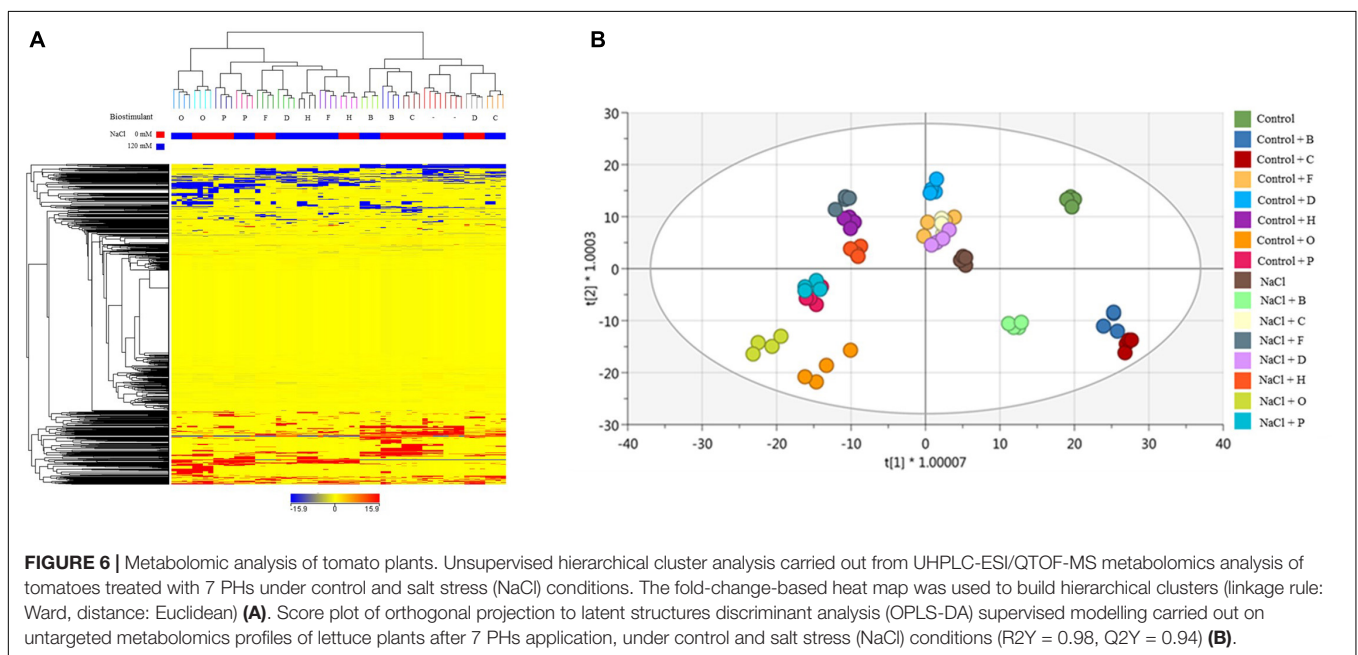 A
B
Biostimulant
O O P P F D H F H B B C - - D C
NaCl 0 mM
120 mM
-15.9 0 15.9
30
20
10
0
-10
-20
-30
t[2] * 1.0003
-40 -30 -20 -10 0 10 20 30 40
t[1] * 1.00007
Control
Control + B
Control + C
Control + F
Control + D
Control + H
Control + O
Control + P
NaCl
NaCl + B
NaCl + C
NaCl + F
NaCl + D
NaCl + H
NaCl + O
NaCl + P
FIGURE 6 | Metabolomic analysis of tomato plants. Unsupervised hierarchical cluster analysis carried out from UHPLC-ESI/QTOF-MS metabolomics analysis of
tomatoes treated with 7 PHs under control and salt stress (NaCl) conditions. The fold-change-based heat map was used to build hierarchical clusters (linkage rule:
Ward, distance: Euclidean) (A). Score plot of orthogonal projection to latent structures discriminant analysis (OPLS-DA) supervised modelling carried out on
untargeted metabolomics profiles of lettuce plants after 7 PHs application, under control and salt stress (NaCl) conditions (R2Y = 0.98, Q2Y = 0.94) (B).